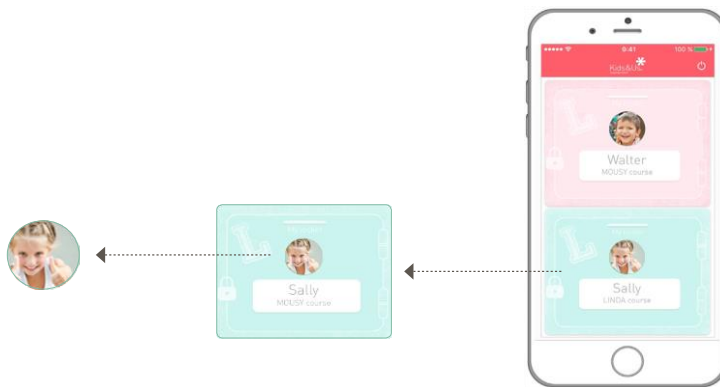 9:41
100 %
Kids&Us
Walter
MOUSY course
Sally
LINDA course
Sally
MOUSY course